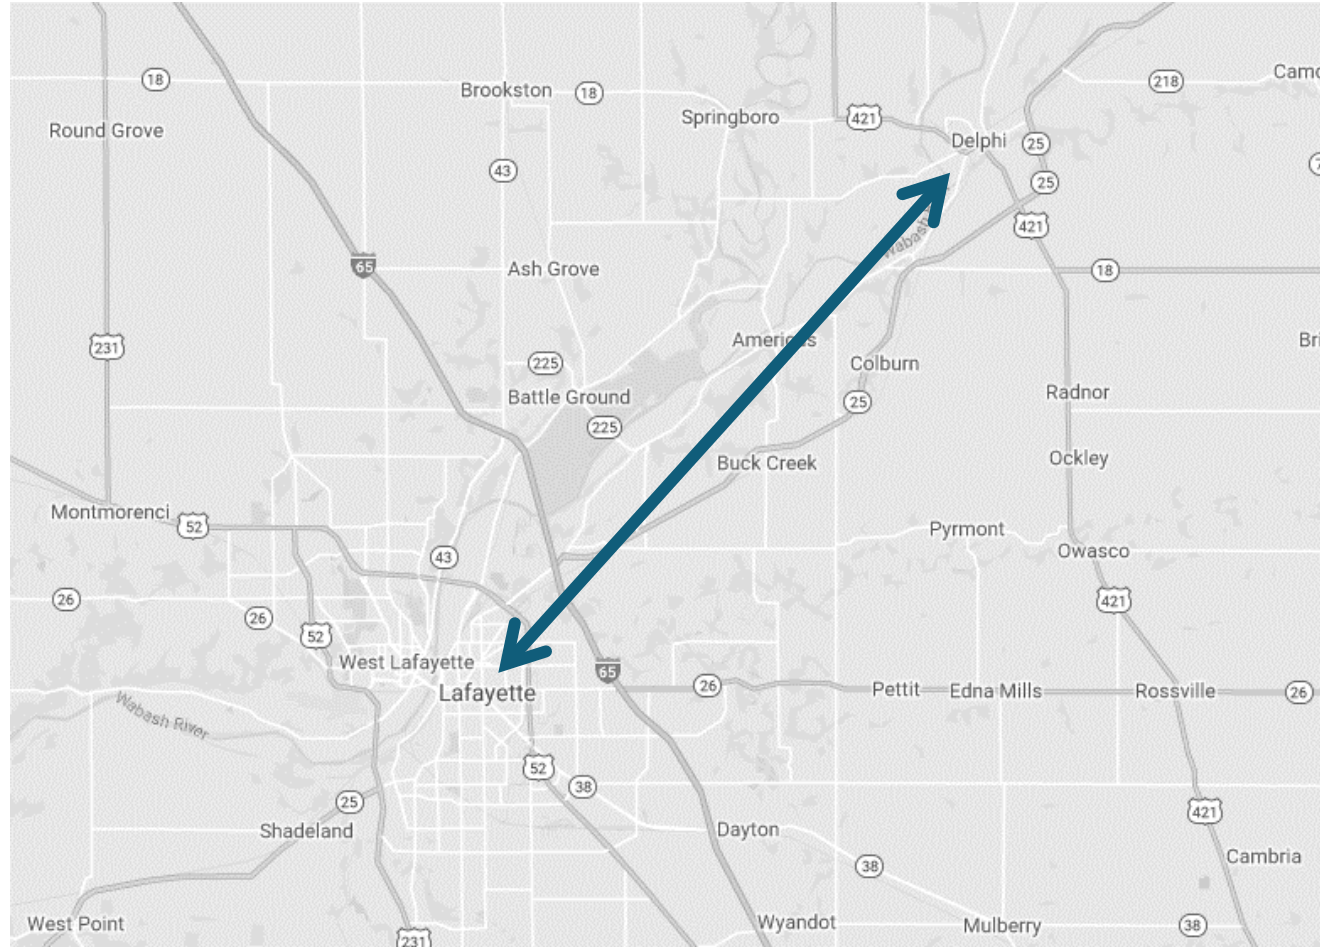 18
Brookston
18
218
Camd
Springboro
421
Round Grove
Delphi
25
43
25
421
Wabash
65
Ash Grove
18
231
Americus
Bri
225
Colburn
Battle Ground
25
Radnor
225
Buck Creek
Ockley
Montmorenci
52
Pyrmont
43
Owasco
26
26
421
52
West Lafayette
65
Lafayette
26
Pettit
Edna Mills
Rossville
26
Wabash River
52
38
25
421
Shadeland
Dayton
38
Cambria
West Point
231
Wyandot
Mulberry
38